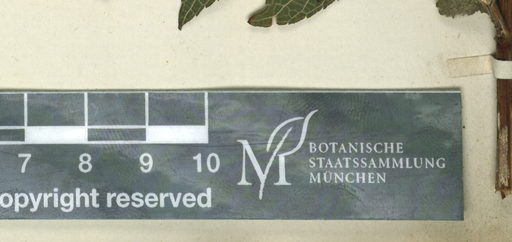 7 8 9 10
opyright reserved
M
BOTANISCHE
STAATSSAMMLUNG
MÜNCHEN